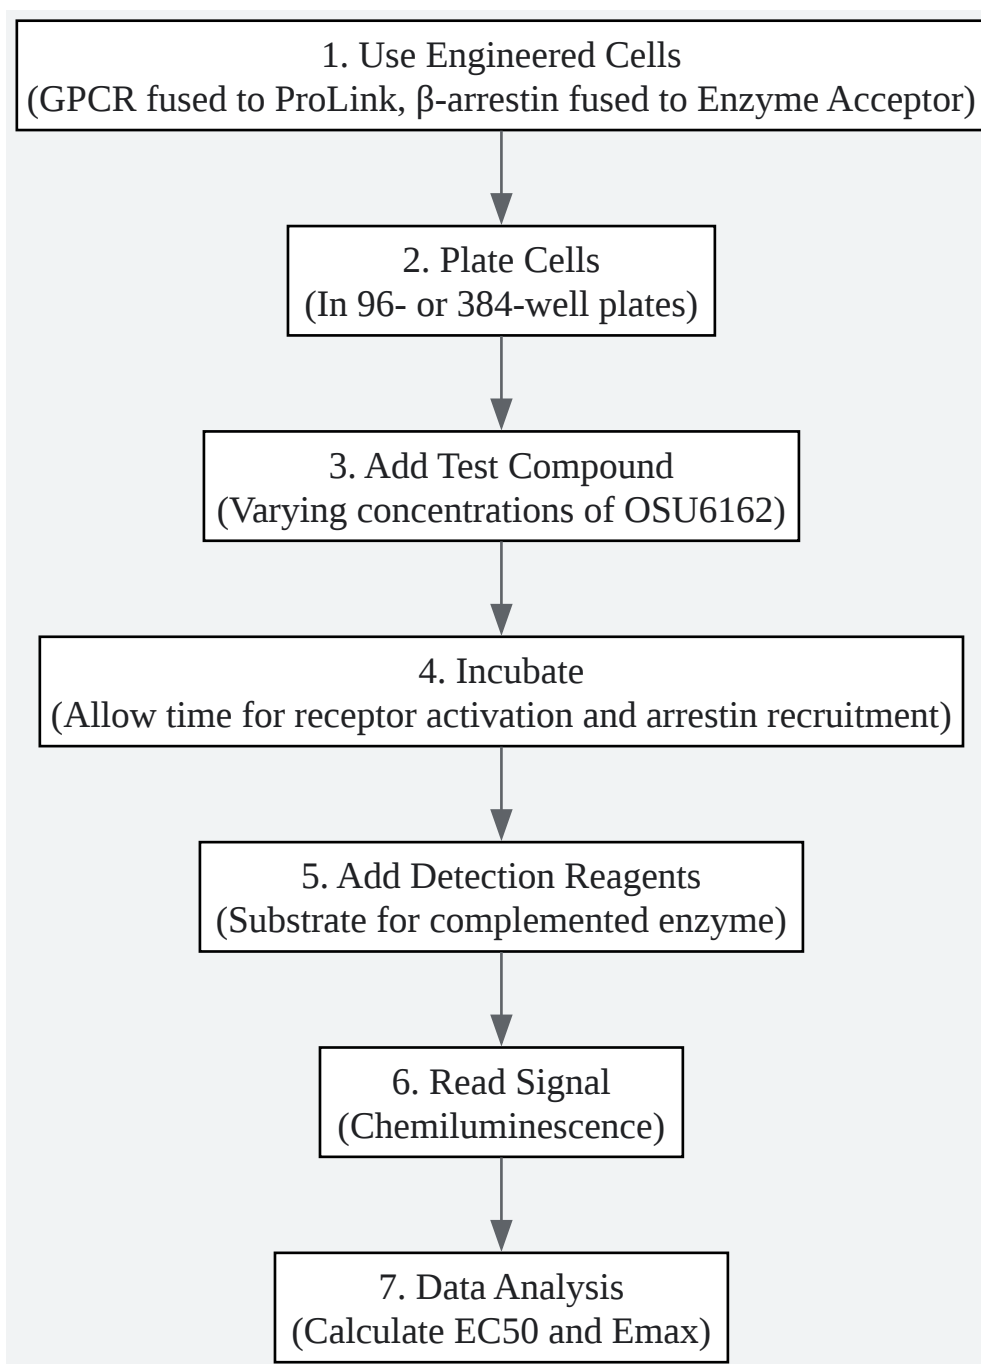 1. Use Engineered Cells
(GPCR fused to ProLink, β-arrestin fused to Enzyme Acceptor)
2. Plate Cells
(In 96- or 384-well plates)
3. Add Test Compound
(Varying concentrations of OSU6162)
4. Incubate
(Allow time for receptor activation and arrestin recruitment)
5. Add Detection Reagents
(Substrate for complemented enzyme)
6. Read Signal
(Chemiluminescence)
7. Data Analysis
(Calculate EC50 and Emax)